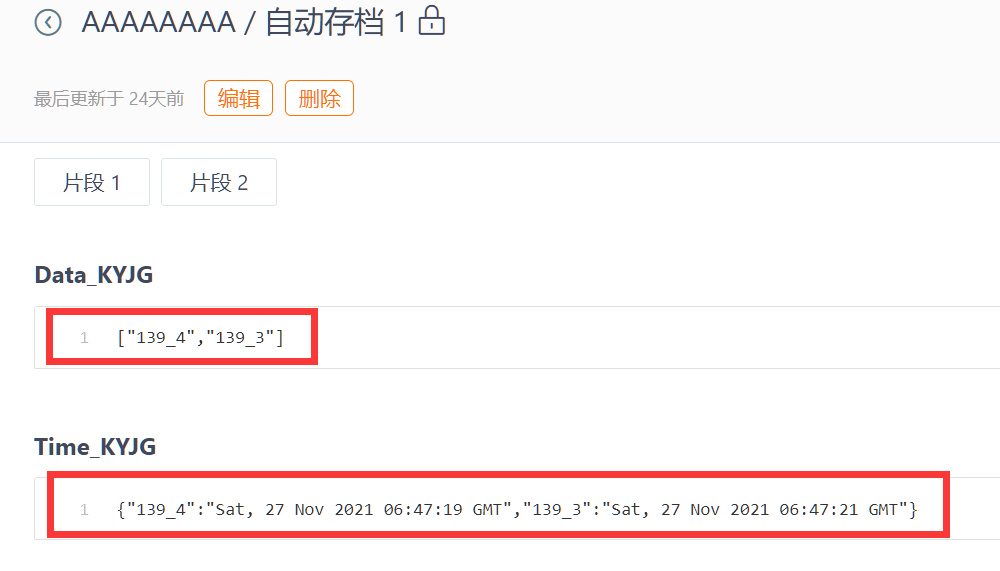 AAAAAAAA / 自动存档 1
最后更新于 24天前 编辑 删除
片段 1 片段 2
Data_KYJG
1 ["139_4","139_3"]
Time_KYJG
1 {"139_4":"Sat, 27 Nov 2021 06:47:19 GMT","139_3":"Sat, 27 Nov 2021 06:47:21 GMT"}